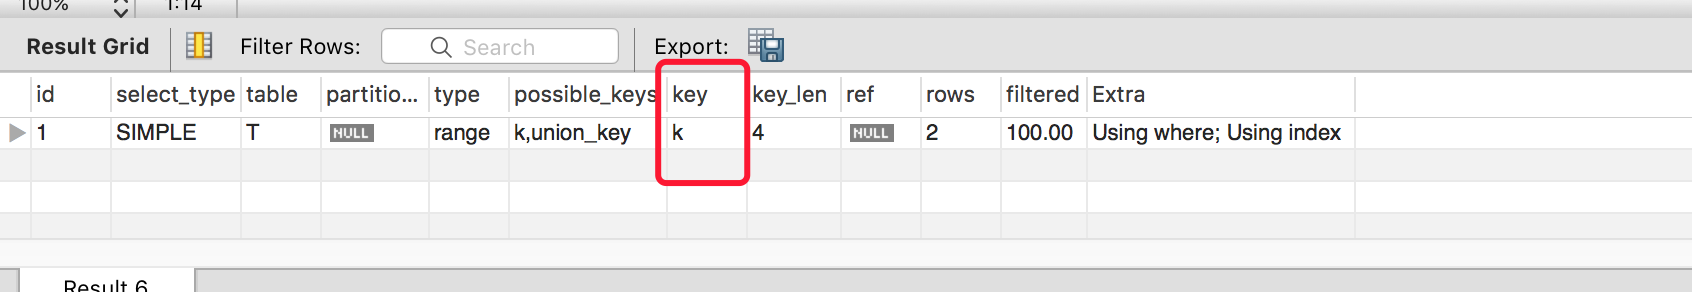 100% 1:14
Result Grid Filter Rows: Search Export:
id select_type table partitio... type possible_keys key key_len ref rows filtered Extra
1 SIMPLE T NULL range k,union_key k 4 NULL 2 100.00 Using where; Using index
Result 6